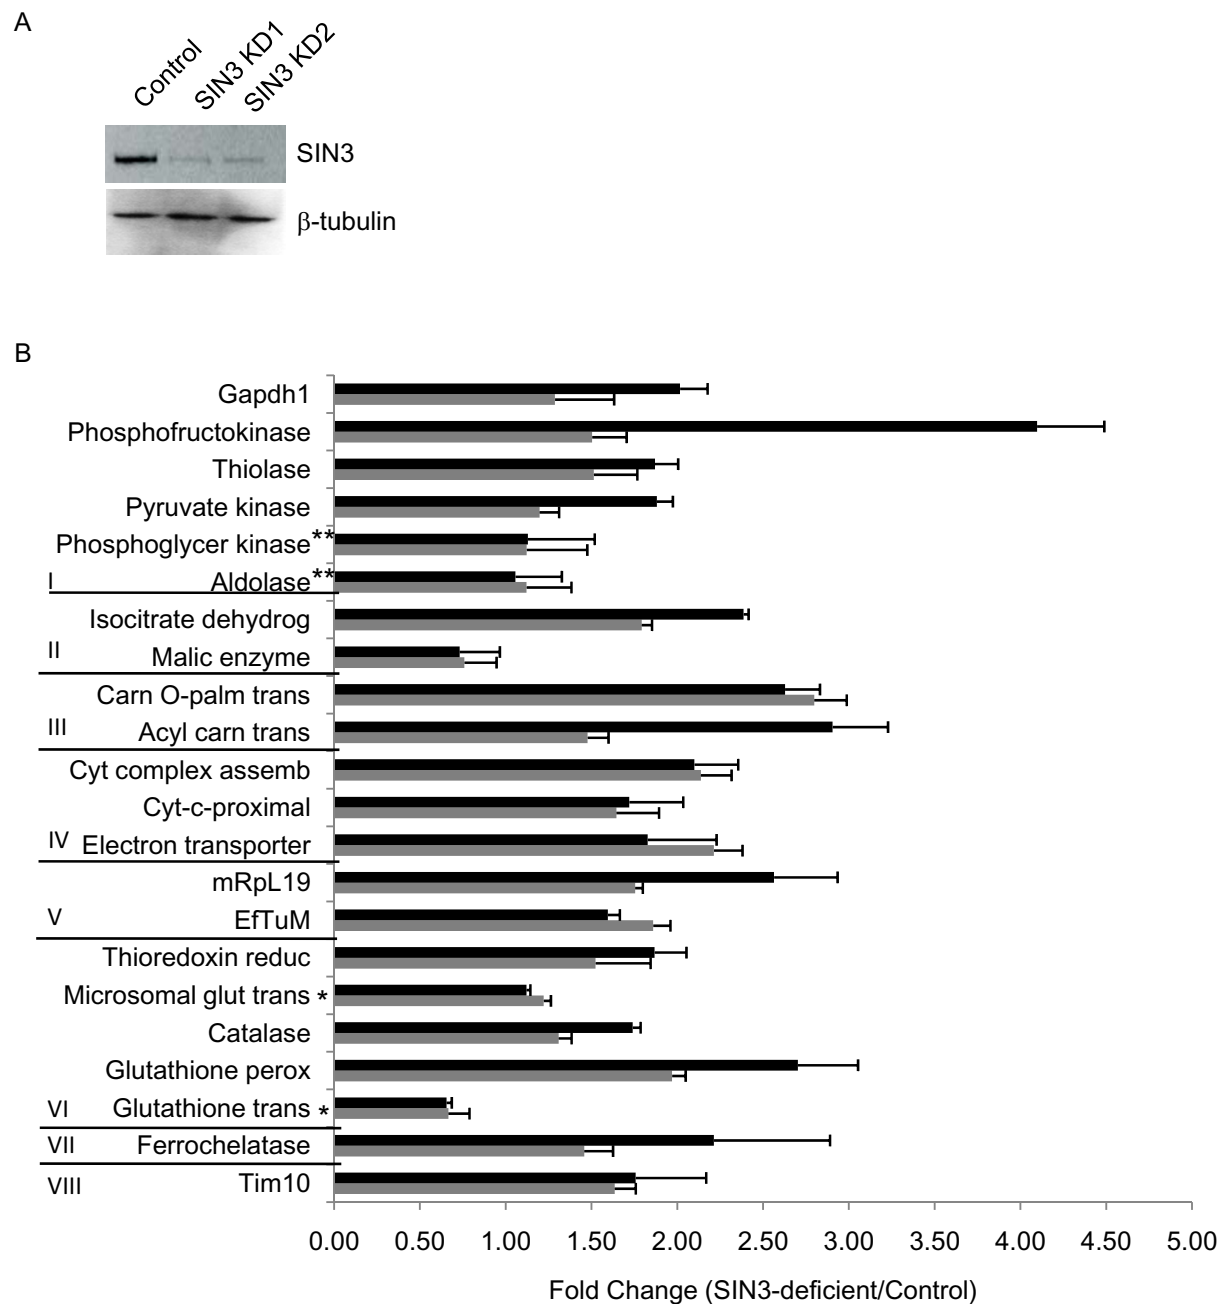 A
Control
SIN3 KD1
SIN3 KD2
SIN3
β-tubulin
B
Gapdh1
Phosphofructokinase
Thiolase
Pyruvate kinase
Phosphoglycer kinase**
I Aldolase**
Isocitrate dehydrog
II Malic enzyme
Carn O-palm trans
III Acyl carn trans
Cyt complex assemb
Cyt-c-proximal
IV Electron transporter
mRpL19
V EfTuM
Thioredoxin reduc
Microsomal glut trans *
Catalase
Glutathione perox
VI Glutathione trans *
VII Ferrochelatase
VIII Tim10
0.00 0.50 1.00 1.50 2.00 2.50 3.00 3.50 4.00 4.50 5.00
Fold Change (SIN3-deficient/Control)